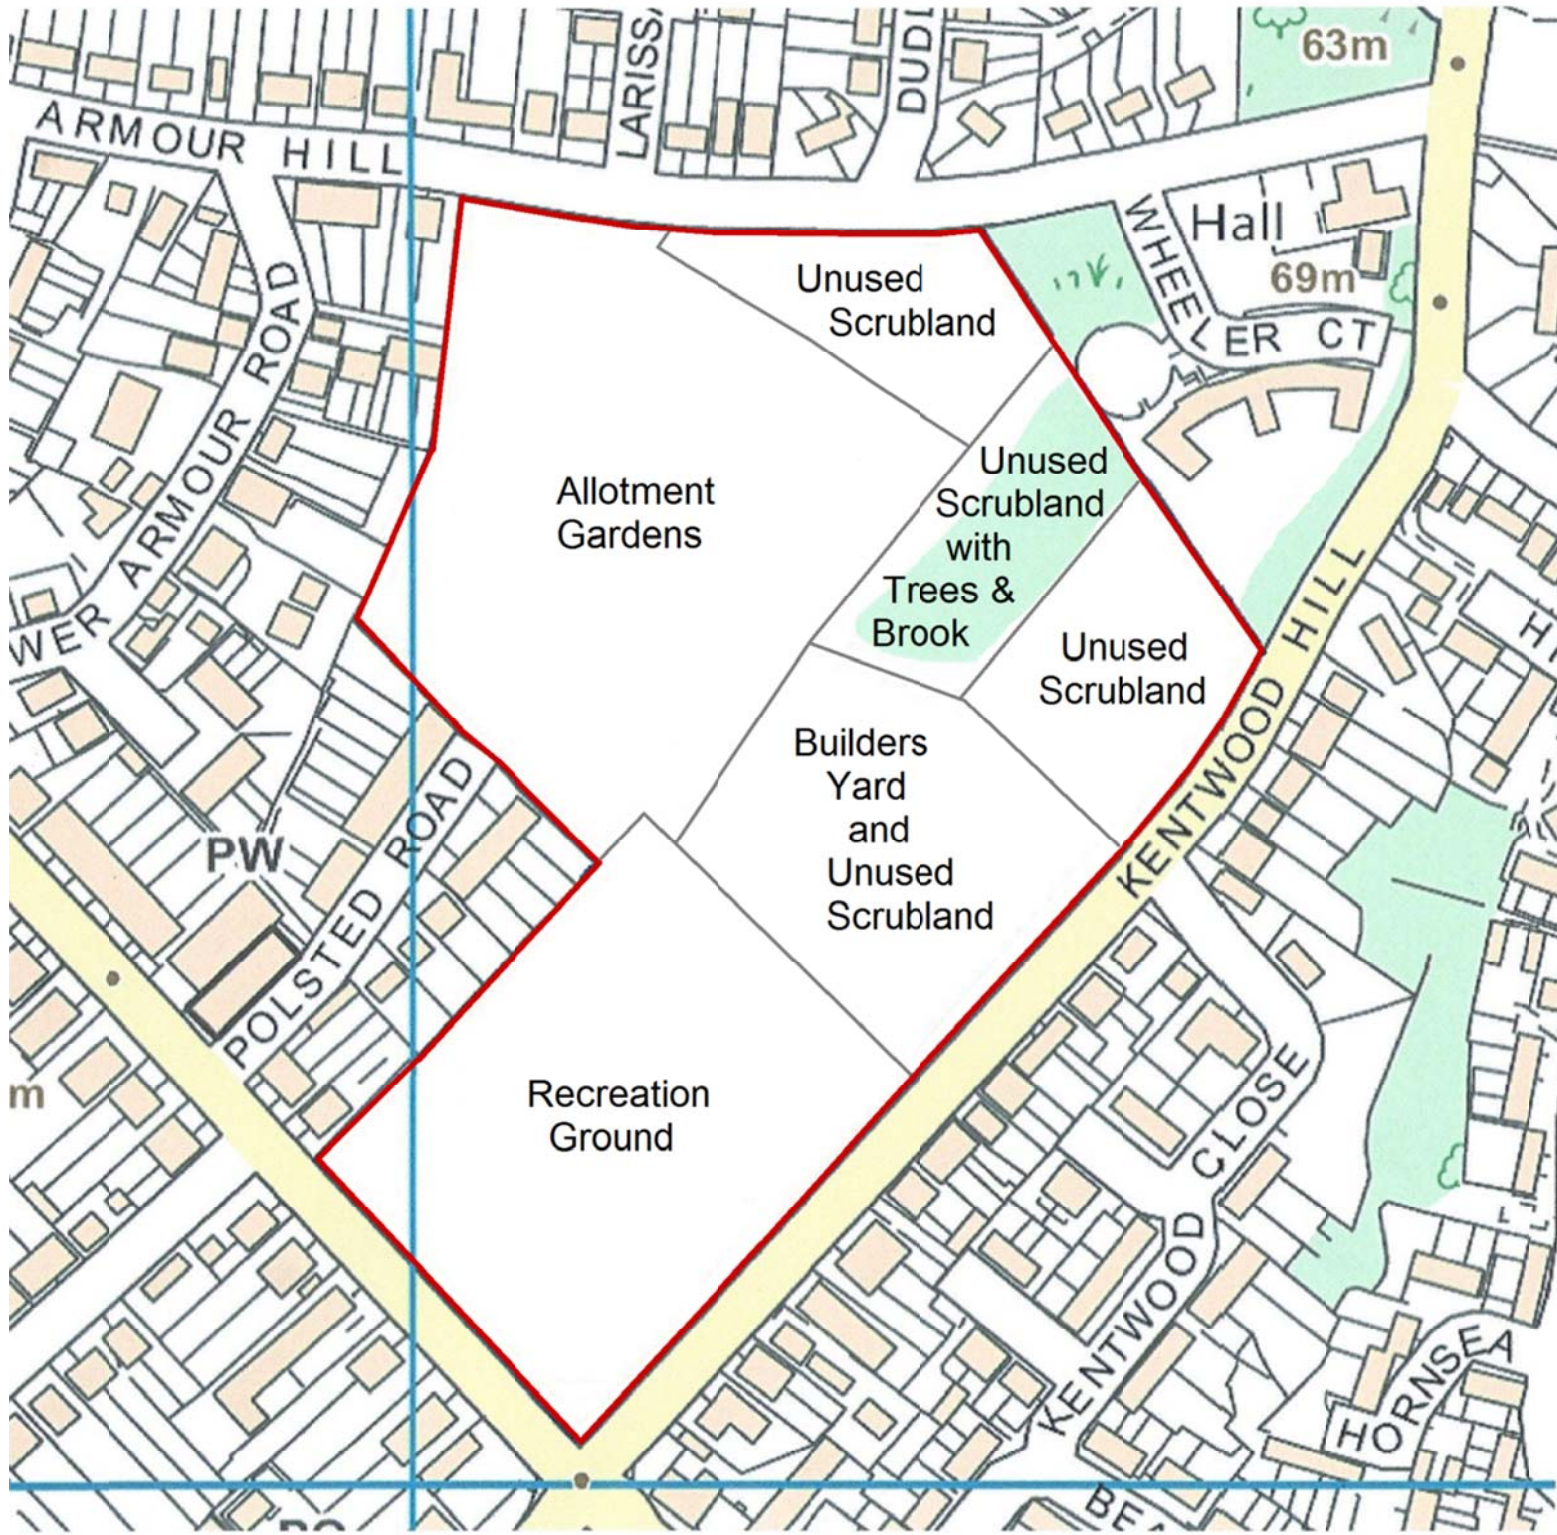 63m
LARISSA
ARMOUR HILL
WHEELER CT
Hall
69m
Unused
Scrubland
ARMOUR ROAD
Unused
Scrubland
with
Trees &
Brook
Allotment
Gardens
KENTWOOD HILL
Unused
Scrubland
Builders
Yard
and
Unused
Scrubland
PW
POLSTED ROAD
m
Recreation
Ground
KENTWOOD CLOSE
HORNSEA